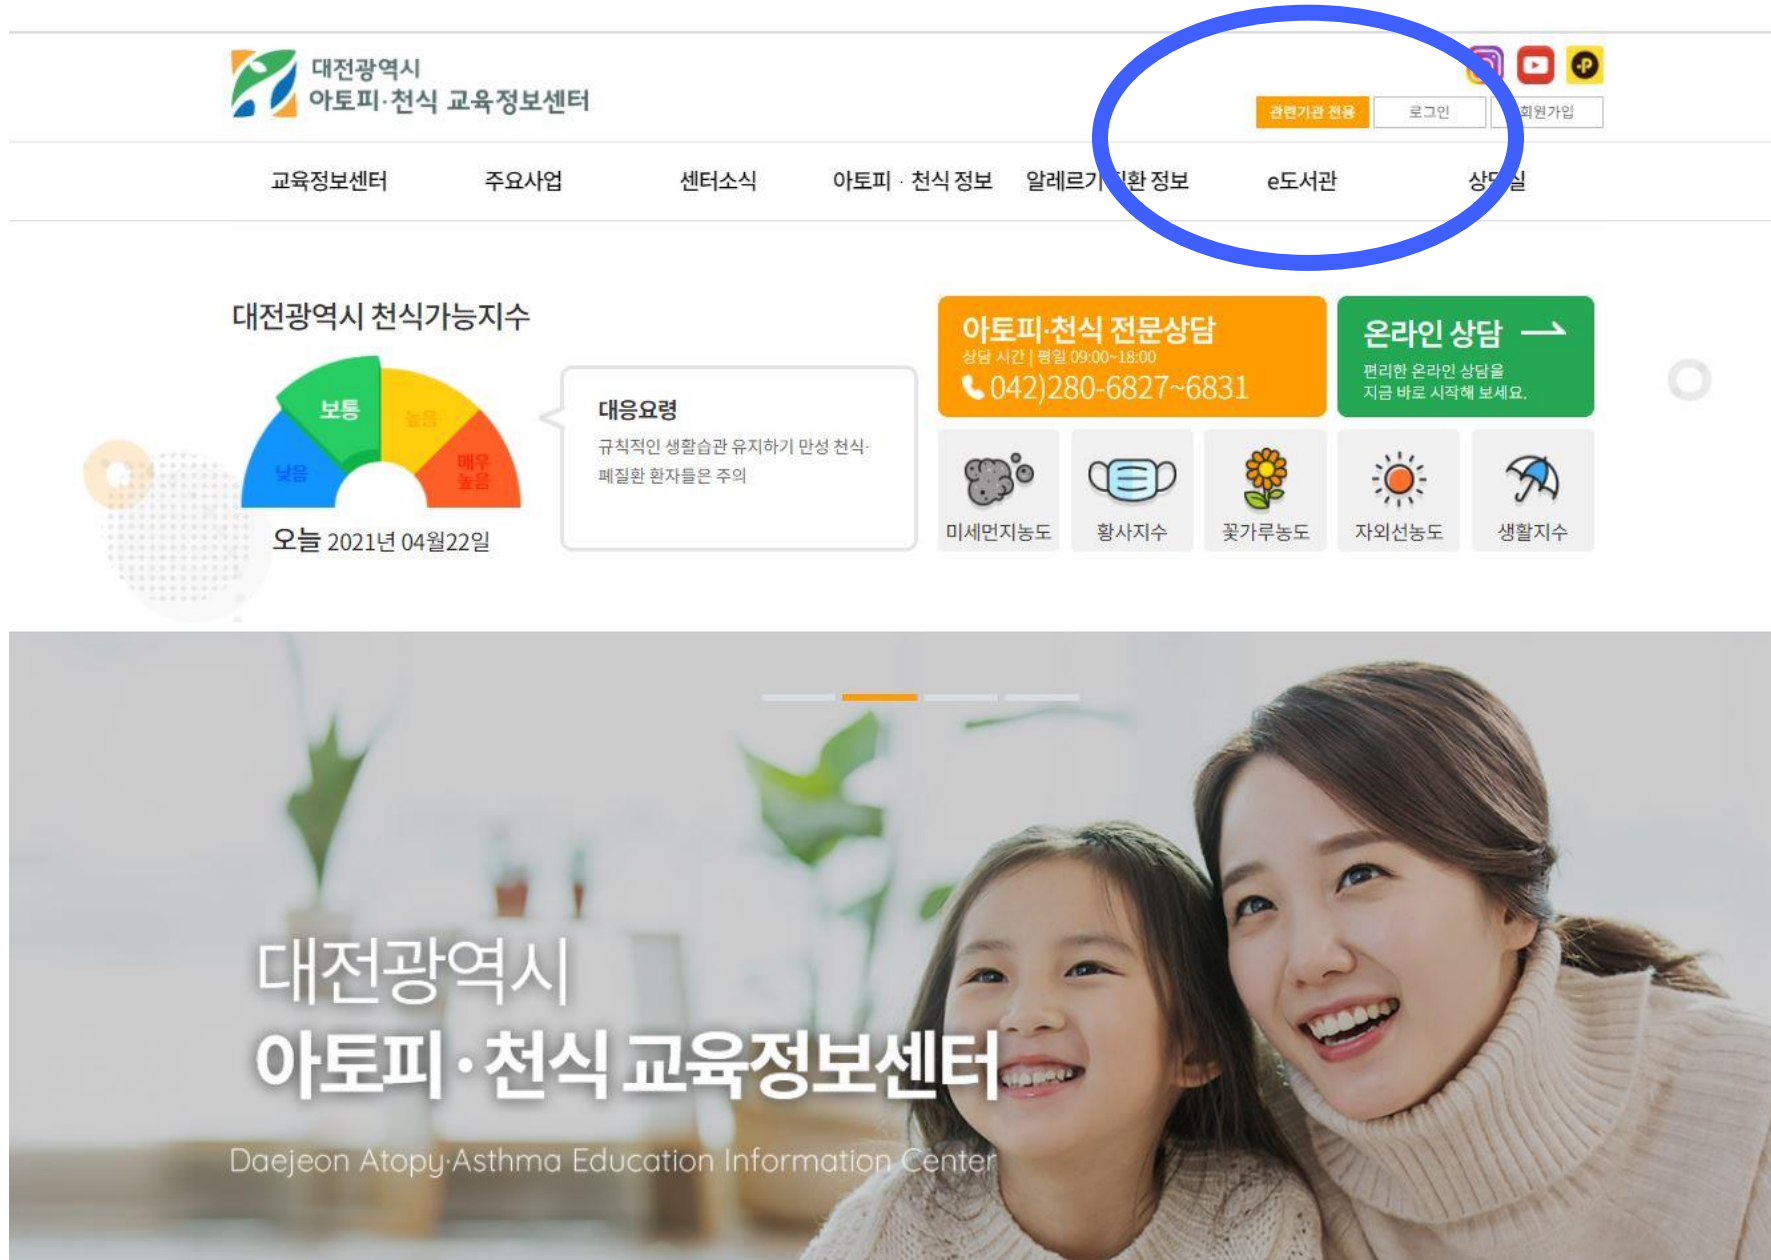 대전광역시
아토피·천식 교육정보센터
관련기관 전용
로그인
회원가입
교육정보센터
주요사업
센터소식
아토피 · 천식 정보
알레르기 질환 정보
e도서관
상담실
대전광역시 천식가능지수
낮음
보통
높음
매우
높음
오늘 2021년 04월22일
대응요령
규칙적인 생활습관 유지하기 만성 천식·
폐질환 환자들은 주의
아토피·천식 전문상담
상담 시간 | 평일 09:00~18:00
042)280-6827~6831
온라인 상담
편리한 온라인 상담을
지금 바로 시작해 보세요.
미세먼지농도
황사지수
꽃가루농도
자외선농도
생활지수
대전광역시
아토피·천식 교육정보센터
Daejeon Atopy·Asthma Education Information Center